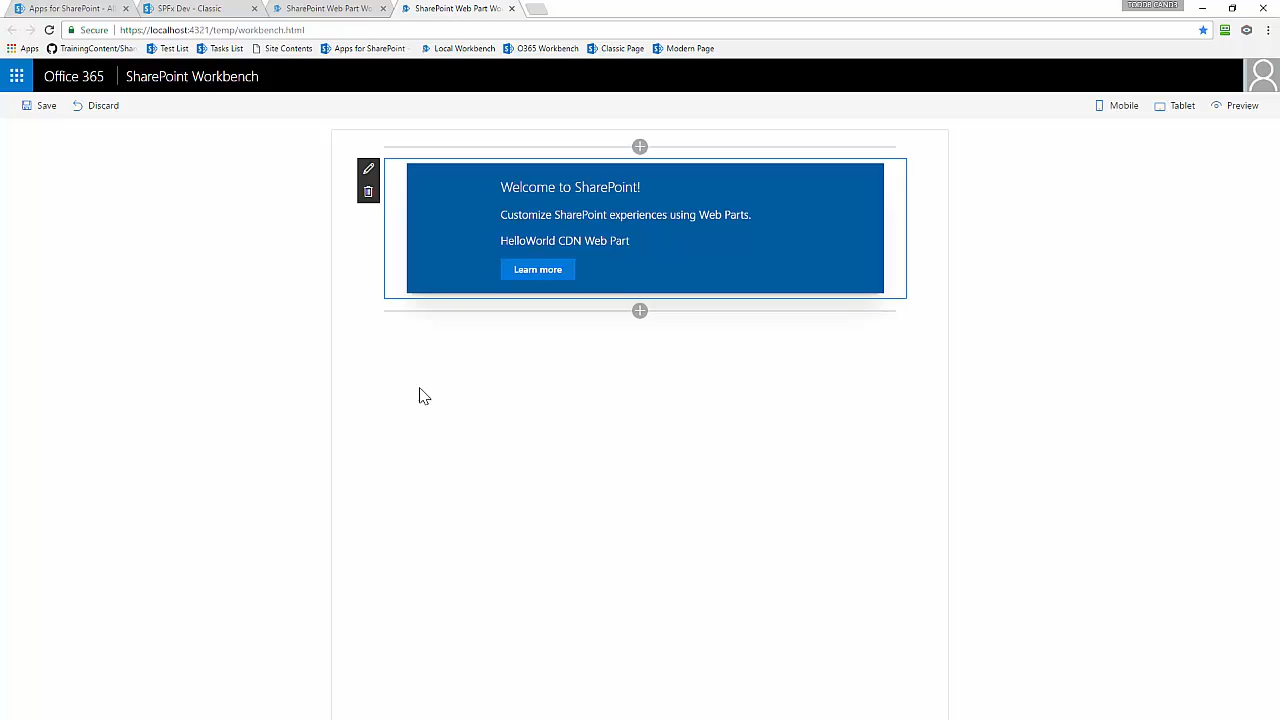 Apps for SharePoint - All
SPFx Dev - Classic
SharePoint Web Part Wo
SharePoint Web Part Wo
Secure
https://localhost:4321/temp/workbench.html
Apps
TrainingContent/Shar
Test List
Tasks List
Site Contents
Apps for SharePoint -
Local Workbench
O365 Workbench
Classic Page
Modern Page
Office 365
SharePoint Workbench
Save
Discard
Mobile
Tablet
Preview
Welcome to SharePoint!
Customize SharePoint experiences using Web Parts.
HelloWorld CDN Web Part
Learn more